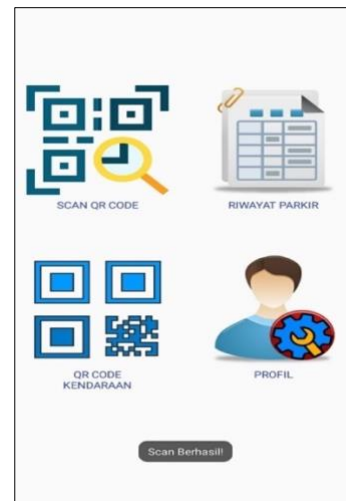 SCAN QR CODE
RIWAYAT PARKIR
QR CODE
KENDARAAN
PROFIL
Scan Berhasil!